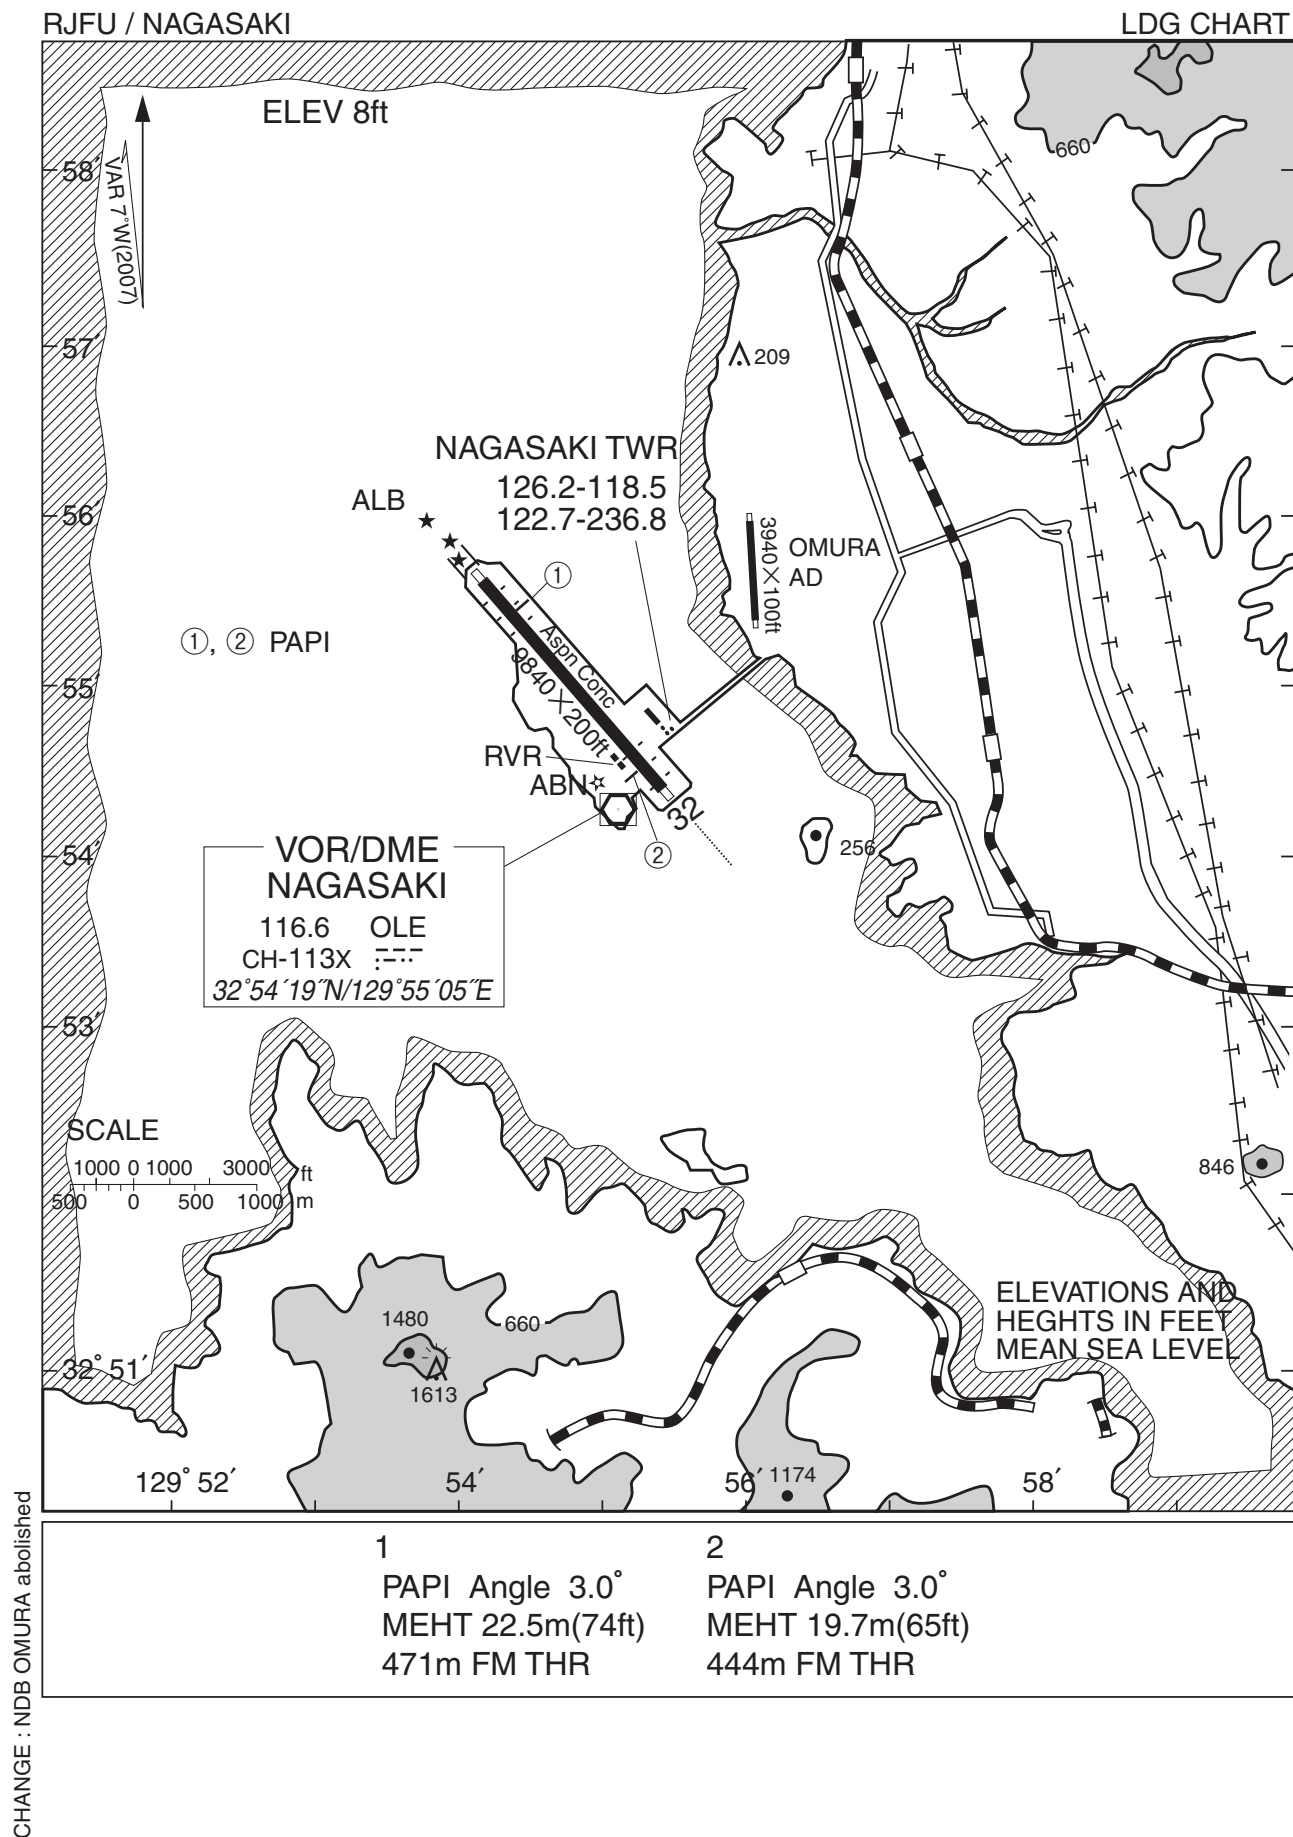 RJFU / NAGASAKI
LDG CHART
ELEV 8ft
VAR 7°W(2007)
58′
660
57′
209
NAGASAKI TWR
126.2-118.5
122.7-236.8
ALB
56′
3940×100ft
OMURA
AD
①
①, ② PAPI
Aspn Conc
9840×200ft
55′
RVR
ABN
32
②
256
54′
VOR/DME
NAGASAKI
116.6 OLE
CH-113X
32°54′19″N/129°55′05″E
53′
SCALE
1000 0 1000 3000 ft
500 0 500 1000 m
846
ELEVATIONS AND
HEGHTS IN FEET
MEAN SEA LEVEL
1480
660
32° 51′
1613
129° 52′
54′
56′
1174
58′
1
PAPI Angle 3.0°
MEHT 22.5m(74ft)
471m FM THR
2
PAPI Angle 3.0°
MEHT 19.7m(65ft)
444m FM THR
CHANGE : NDB OMURA abolished